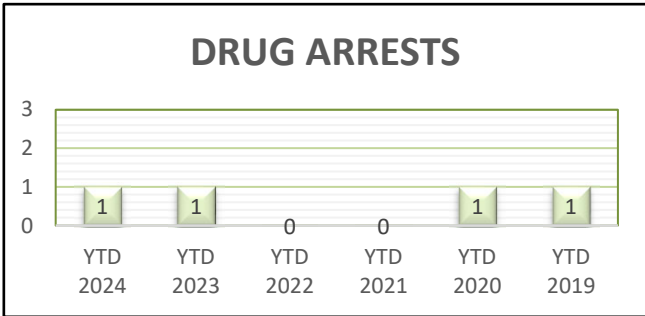 DRUG ARRESTS
3
2
1
0
1 1 0 0 1 1
YTD YTD YTD YTD YTD YTD
2024 2023 2022 2021 2020 2019